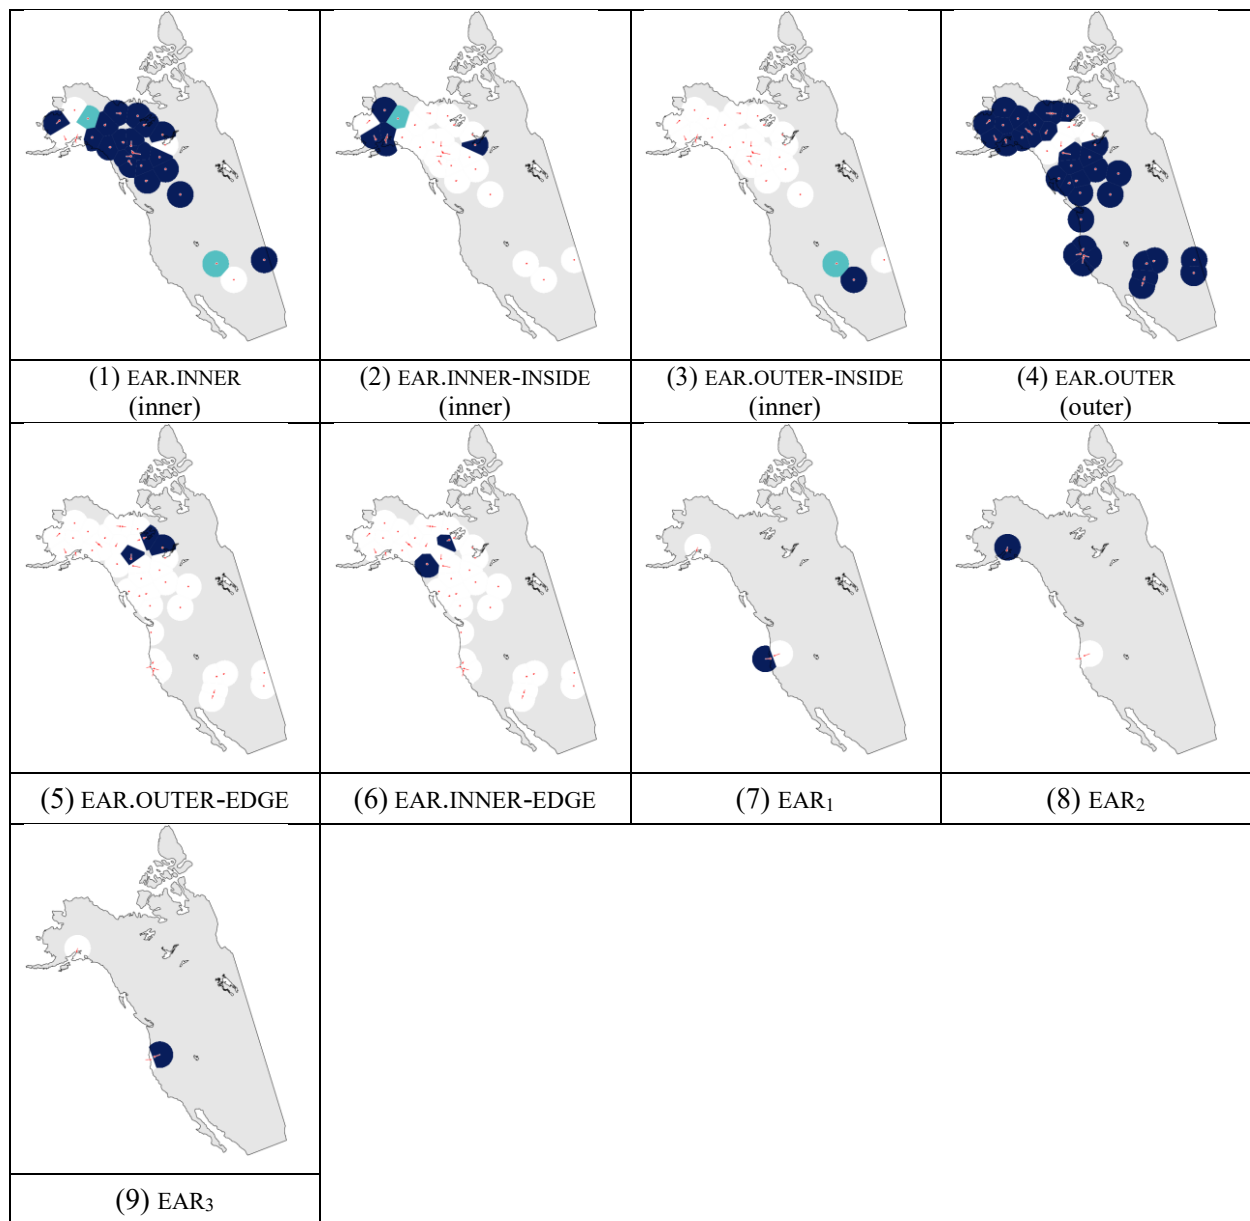 (1) EAR.INNER
(inner)
(2) EAR.INNER-INSIDE
(inner)
(3) EAR.OUTER-INSIDE
(inner)
(4) EAR.OUTER
(outer)
(5) EAR.OUTER-EDGE
(6) EAR.INNER-EDGE
(7) EAR₁
(8) EAR₂
(9) EAR₃